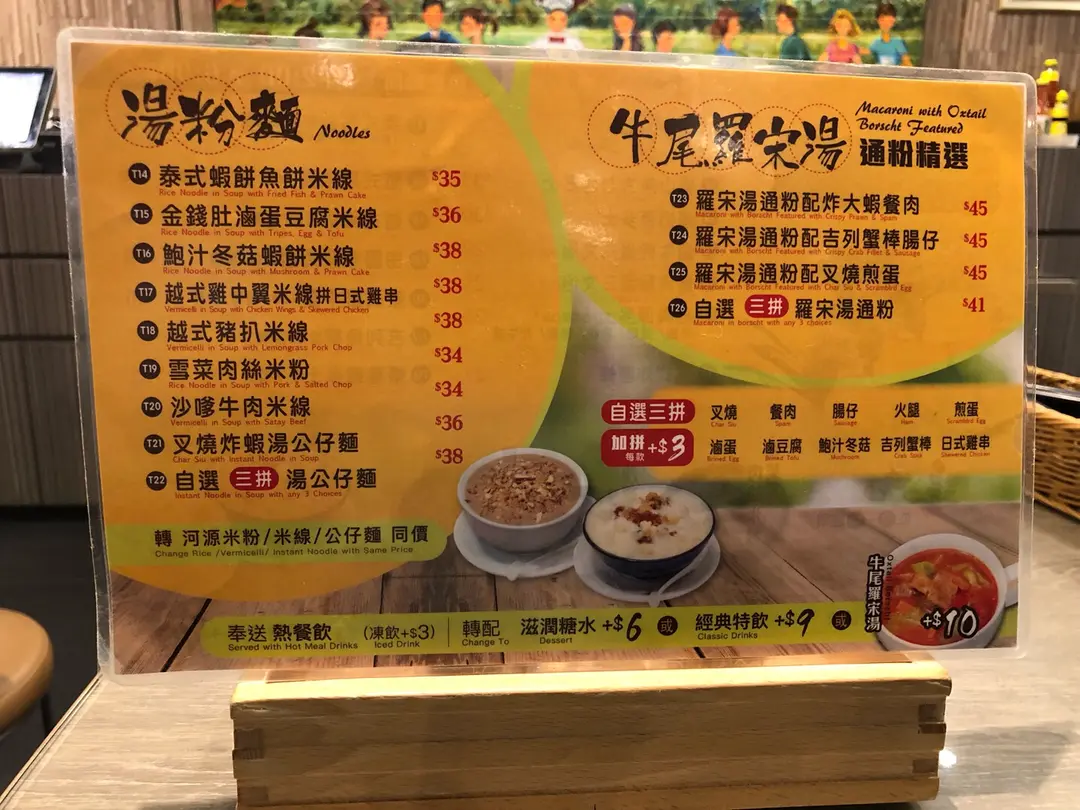 湯粉麵 Noodles
T14 泰式蝦餅魚餅米線 $35
Rice Noodle in Soup with Fried Fish & Prawn Cake
T15 金錢肚滷蛋豆腐米線 $36
Rice Noodle in Soup with Tripes, Egg & Tofu
T16 鮑汁冬菇蝦餅米線 $38
Rice Noodle in Soup with Mushroom & Prawn Cake
T17 越式雞中翼米線拼日式雞串 $38
Vermicelli in Soup with Chicken Wings & Skewered Chicken
T18 越式豬扒米線 $38
Vermicelli in Soup with Lemongrass Pork Chop
T19 雪菜肉絲米粉 $34
Rice Noodle in Soup with Pork & Salted Chop
T20 沙嗲牛肉米線 $34
Vermicelli in Soup with Satay Beef
T21 叉燒炸蝦湯公仔麵 $36
Char Siu with Instant Noodle in Soup
T22 自選 三拼 湯公仔麵 $38
Instant Noodle in Soup with any 3 Choices
轉 河源米粉/米線/公仔麵 同價
Change Rice /Vermicelli/ Instant Noodle with Same Price
牛尾羅宋湯 Macaroni with Oxtail
Borscht Featured
通粉精選
T23 羅宋湯通粉配炸大蝦餐肉 $45
Macaroni with Borscht Featured with Crispy Prawn & Spam
T24 羅宋湯通粉配吉列蟹棒腸仔 $45
Macaroni with Borscht Featured with Crispy Crab Fillet & Sausage
T25 羅宋湯通粉配叉燒煎蛋 $45
Macaroni with Borscht Featured with Char Siu & Scrambled Egg
T26 自選 三拼 羅宋湯通粉 $41
Macaroni in borscht with any 3 choices
自選三拼 叉燒 餐肉 腸仔 火腿 煎蛋
Char Siu Spam Sausage Ham Scrambled Egg
加拼 每款 +$3 滷蛋 滷豆腐 鮑汁冬菇 吉列蟹棒 日式雞串
Brined Egg Brined Tofu Mushroom Crab Stick Skewered Chicken
牛尾羅宋湯
+$10
奉送 熱餐飲 (凍飲+$3) 轉配 滋潤糖水 +$6 或 經典特飲 +$9 或
Served with Hot Meal Drinks Iced Drink Change To Dessert Classic Drinks